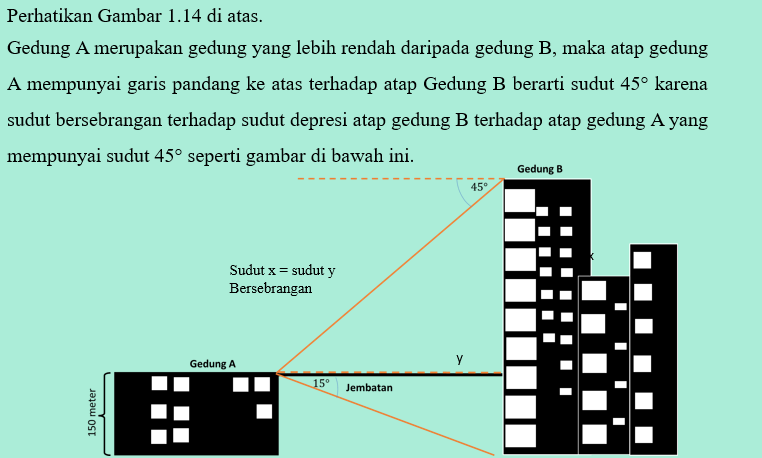 Perhatikan Gambar 1.14 di atas.
Gedung A merupakan gedung yang lebih rendah daripada gedung B, maka atap gedung
A mempunyai garis pandang ke atas terhadap atap Gedung B berarti sudut 45° karena
sudut bersebrangan terhadap sudut depresi atap gedung B terhadap atap gedung A yang
mempunyai sudut 45° seperti gambar di bawah ini.
Gedung B
45°
x
Sudut x = sudut y
Bersebrangan
y
Gedung A
15°
Jembatan
150 meter